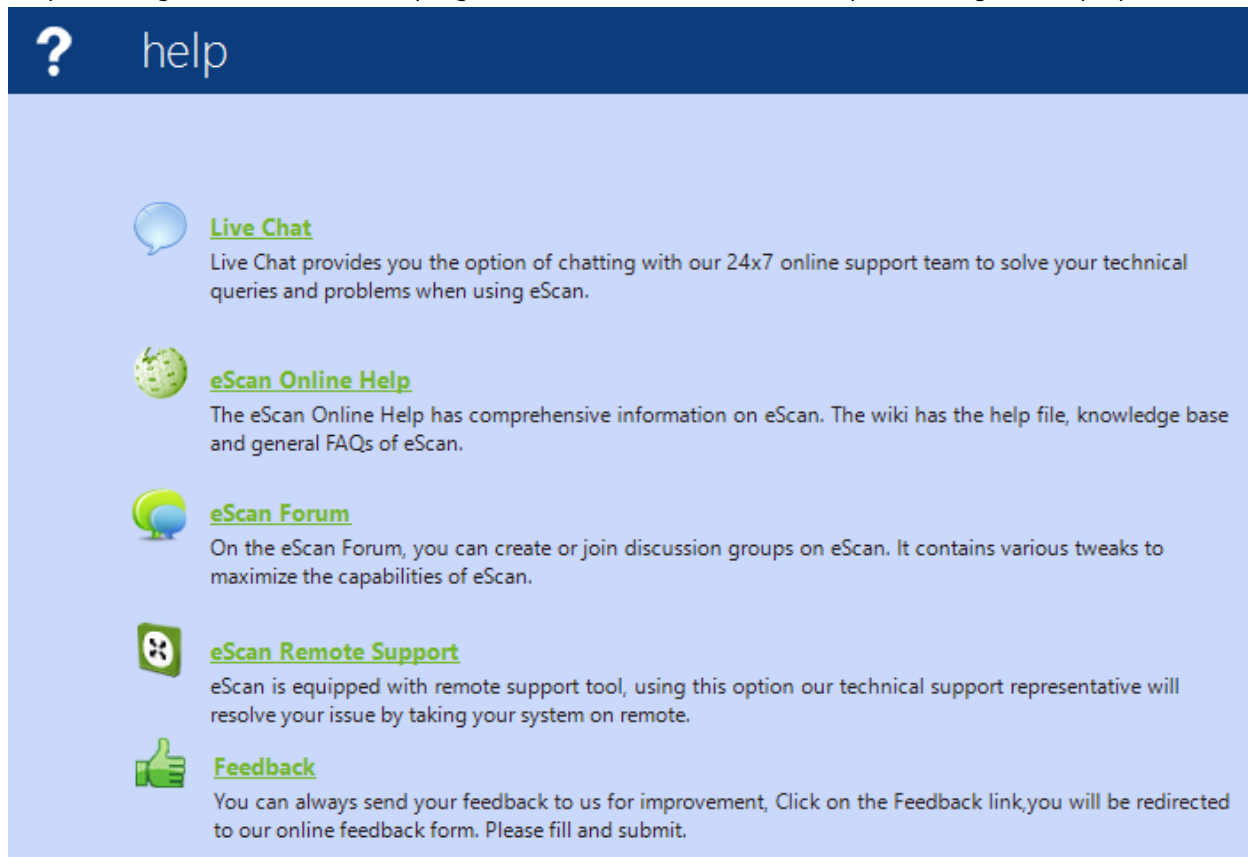 ? help
Live Chat
Live Chat provides you the option of chatting with our 24x7 online support team to solve your technical
queries and problems when using eScan.
eScan Online Help
The eScan Online Help has comprehensive information on eScan. The wiki has the help file, knowledge base
and general FAQs of eScan.
eScan Forum
On the eScan Forum, you can create or join discussion groups on eScan. It contains various tweaks to
maximize the capabilities of eScan.
eScan Remote Support
eScan is equipped with remote support tool, using this option our technical support representative will
resolve your issue by taking your system on remote.
Feedback
You can always send your feedback to us for improvement, Click on the Feedback link,you will be redirected
to our online feedback form. Please fill and submit.